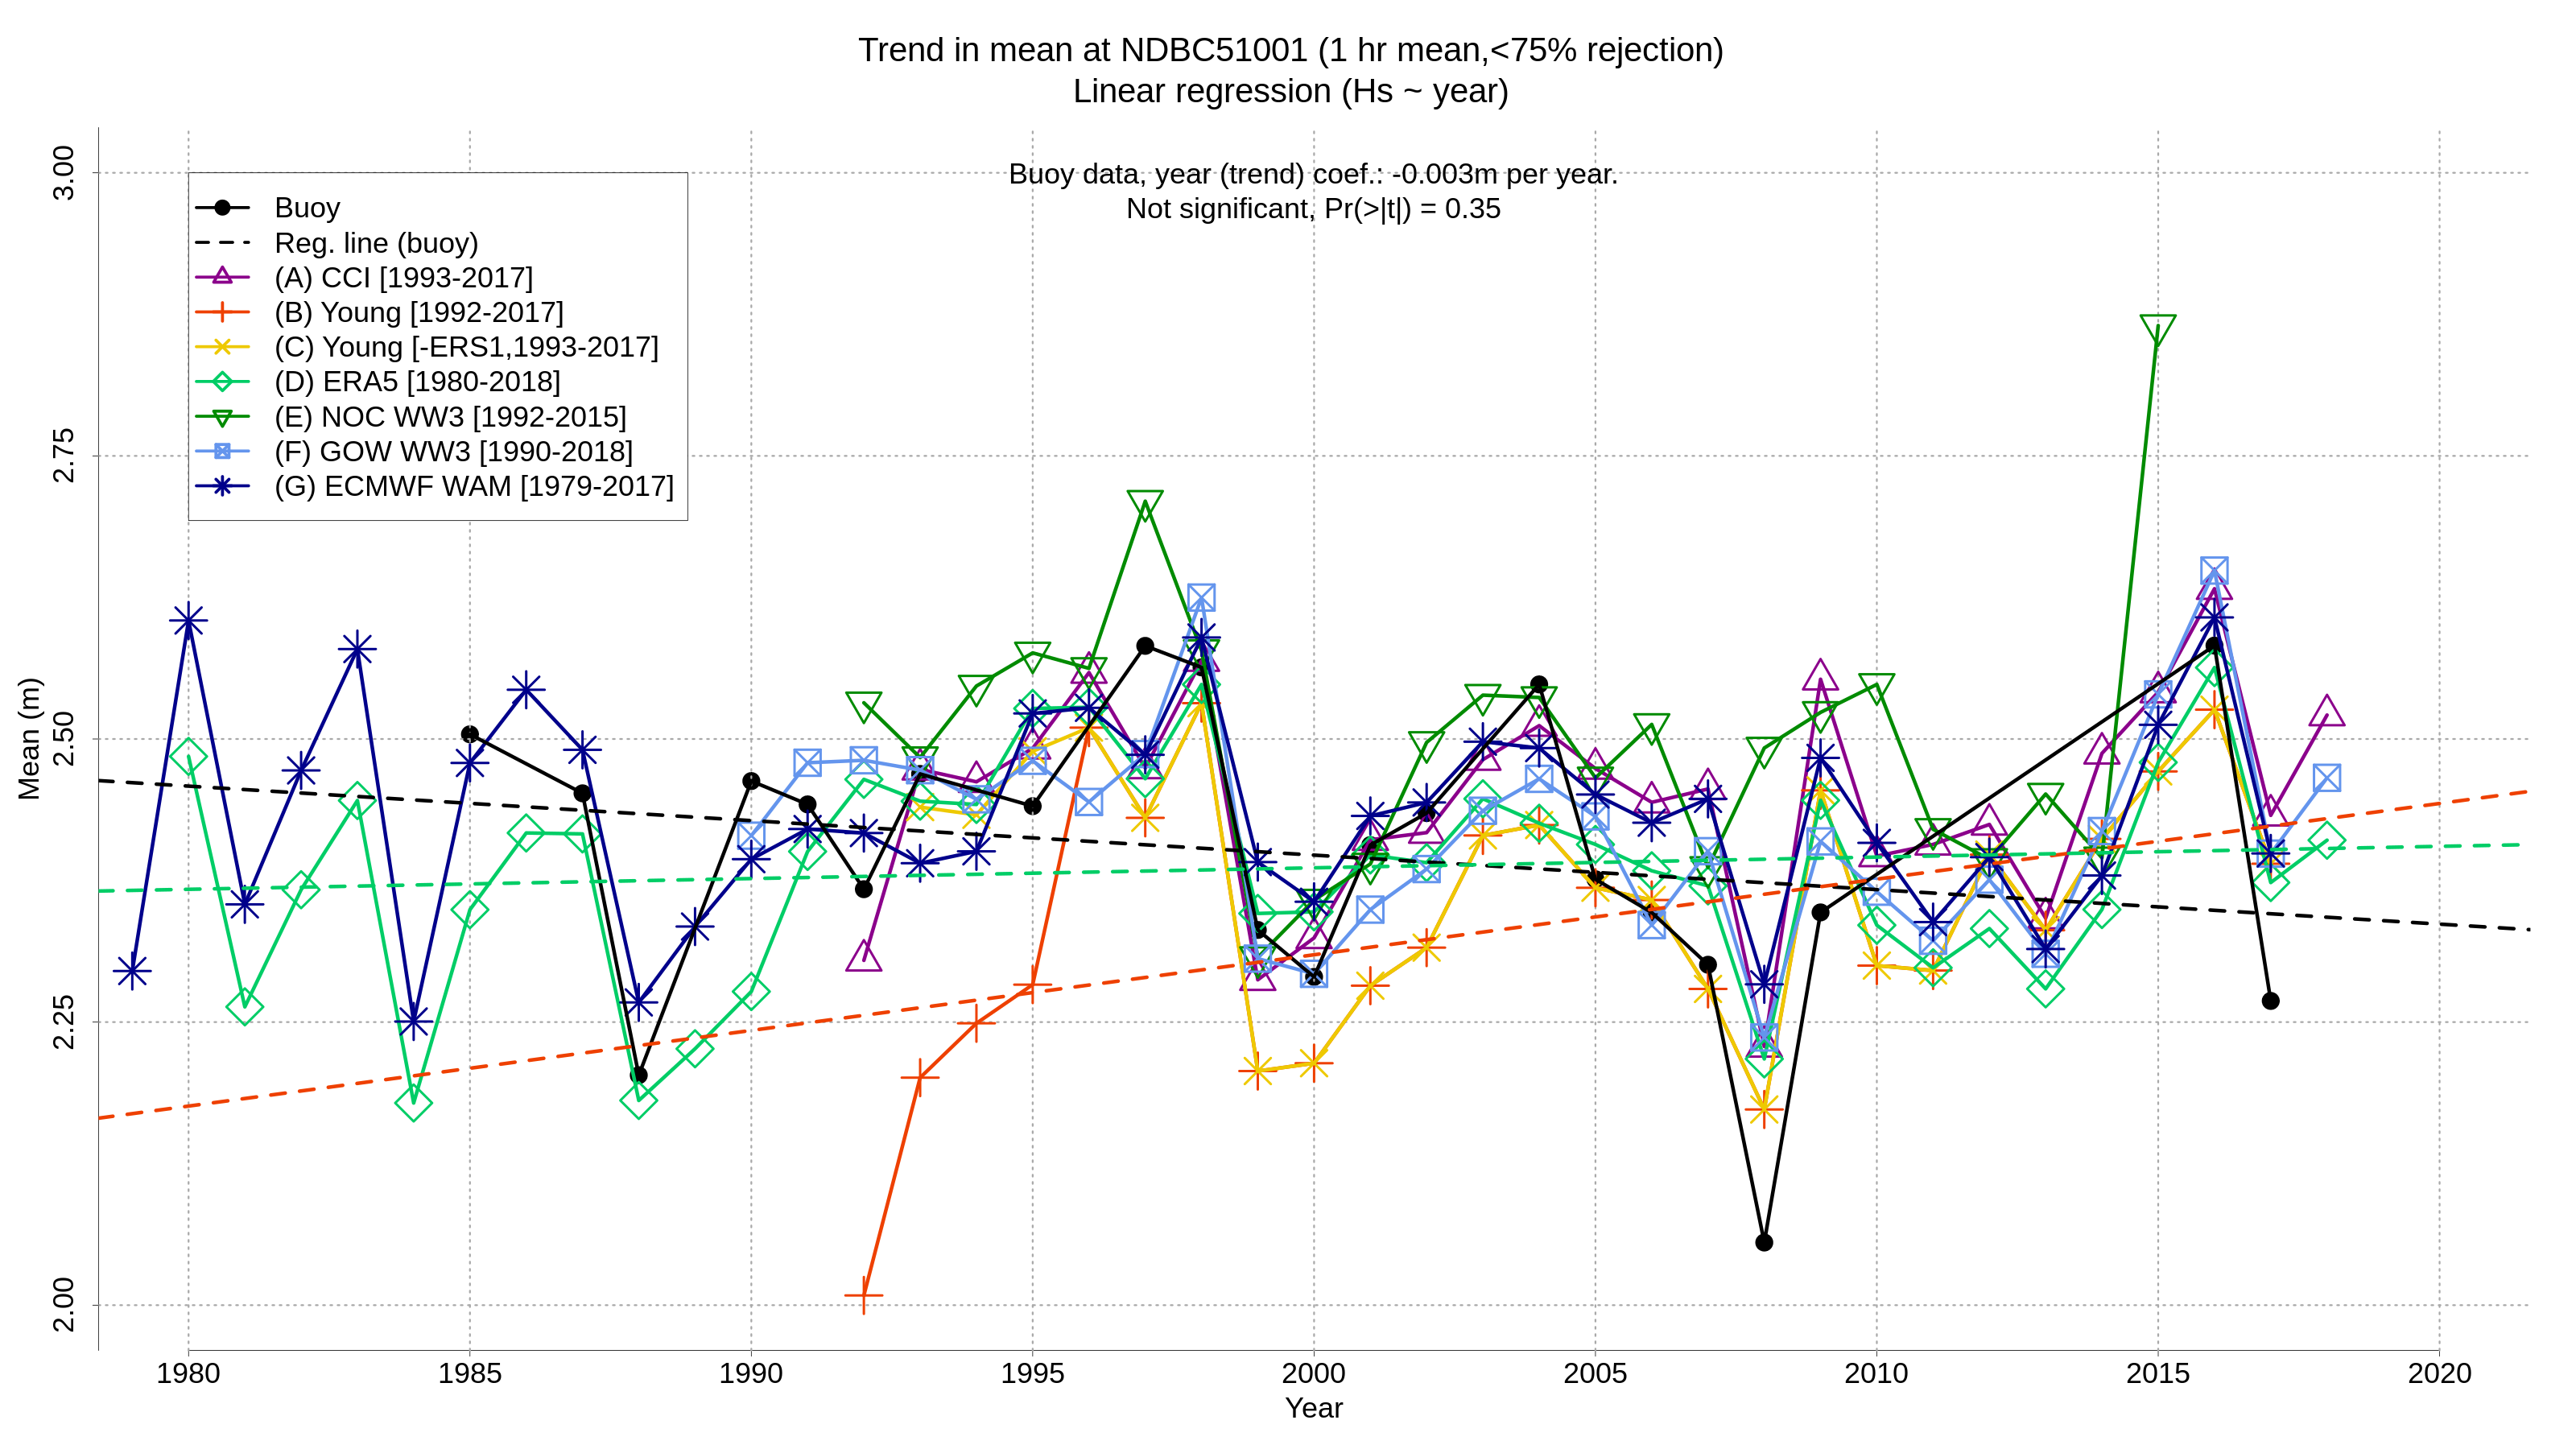 Trend in mean at NDBC51001 (1 hr mean,<75% rejection)
Linear regression (Hs ~ year)
Buoy data, year (trend) coef.: -0.003m per year.
Not significant, Pr(>|t|) = 0.35
Buoy
Reg. line (buoy)
(A) CCI [1993-2017]
(B) Young [1992-2017]
(C) Young [-ERS1,1993-2017]
(D) ERA5 [1980-2018]
(E) NOC WW3 [1992-2015]
(F) GOW WW3 [1990-2018]
(G) ECMWF WAM [1979-2017]
Mean (m)
3.00
2.75
2.50
2.25
2.00
1980 1985 1990 1995 2000 2005 2010 2015 2020
Year